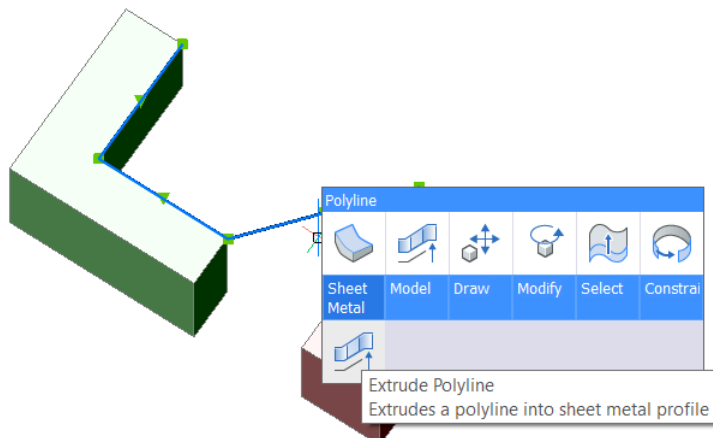 Polyline
Sheet Metal
Model
Draw
Modify
Select
Constrai
Extrude Polyline
Extrudes a polyline into sheet metal profile